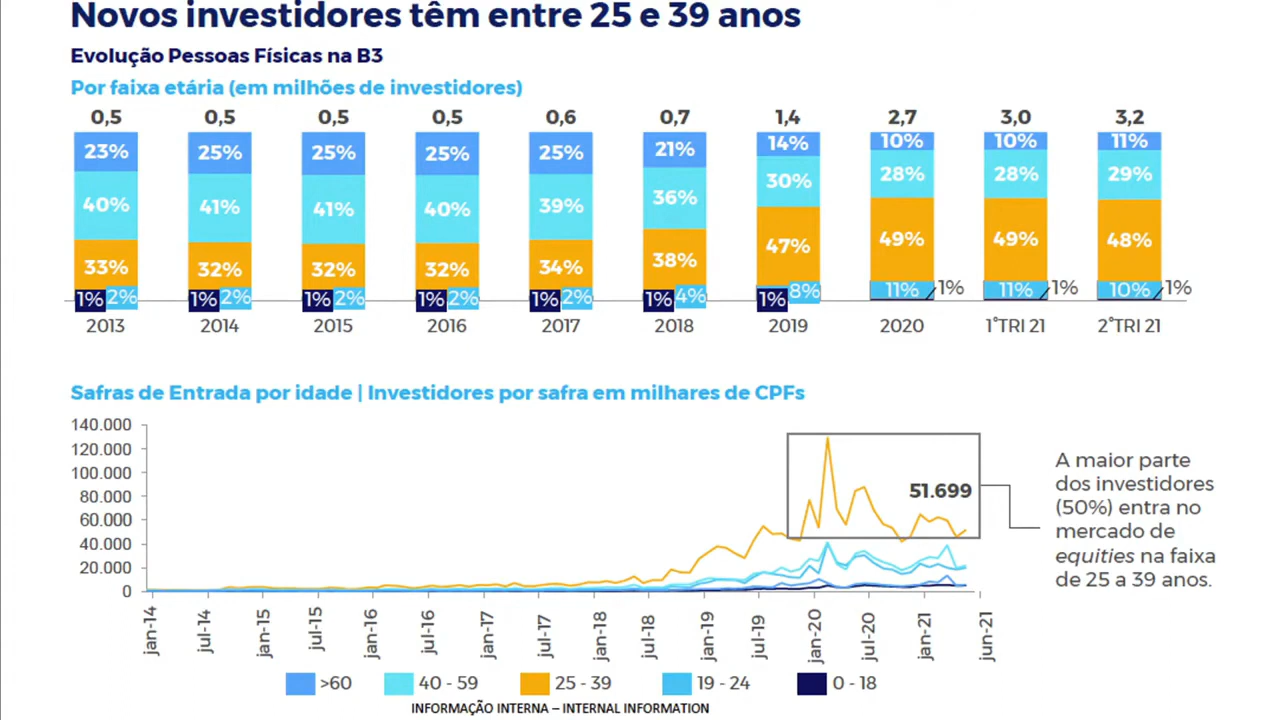 Novos investidores têm entre 25 e 39 anos
Evolução Pessoas Físicas na B3
Por faixa etária (em milhões de investidores)
0,5 0,5 0,5 0,5 0,6 0,7 1,4 2,7 3,0 3,2
23% 25% 25% 25% 25% 21% 14% 10% 10% 11%
40% 41% 41% 40% 39% 36% 30% 28% 28% 29%
33% 32% 32% 32% 34% 38% 47% 49% 49% 48%
1% 2% 1% 2% 1% 2% 1% 2% 1% 2% 1% 4% 1% 8% 11% 1% 11% 1% 10% 1%
2013 2014 2015 2016 2017 2018 2019 2020 1°TRI 21 2°TRI 21
Safras de Entrada por idade | Investidores por safra em milhares de CPFs
140.000
120.000
100.000
80.000
60.000
40.000
20.000
0
51.699
A maior parte
dos investidores
(50%) entra no
mercado de
equities na faixa
de 25 a 39 anos.
jan-14 jul-14 jan-15 jul-15 jan-16 jul-16 jan-17 jul-17 jan-18 jul-18 jan-19 jul-19 jan-20 jul-20 jan-21 jun-21
>60 40 - 59 25 - 39 19 - 24 0 - 18
INFORMAÇÃO INTERNA – INTERNAL INFORMATION